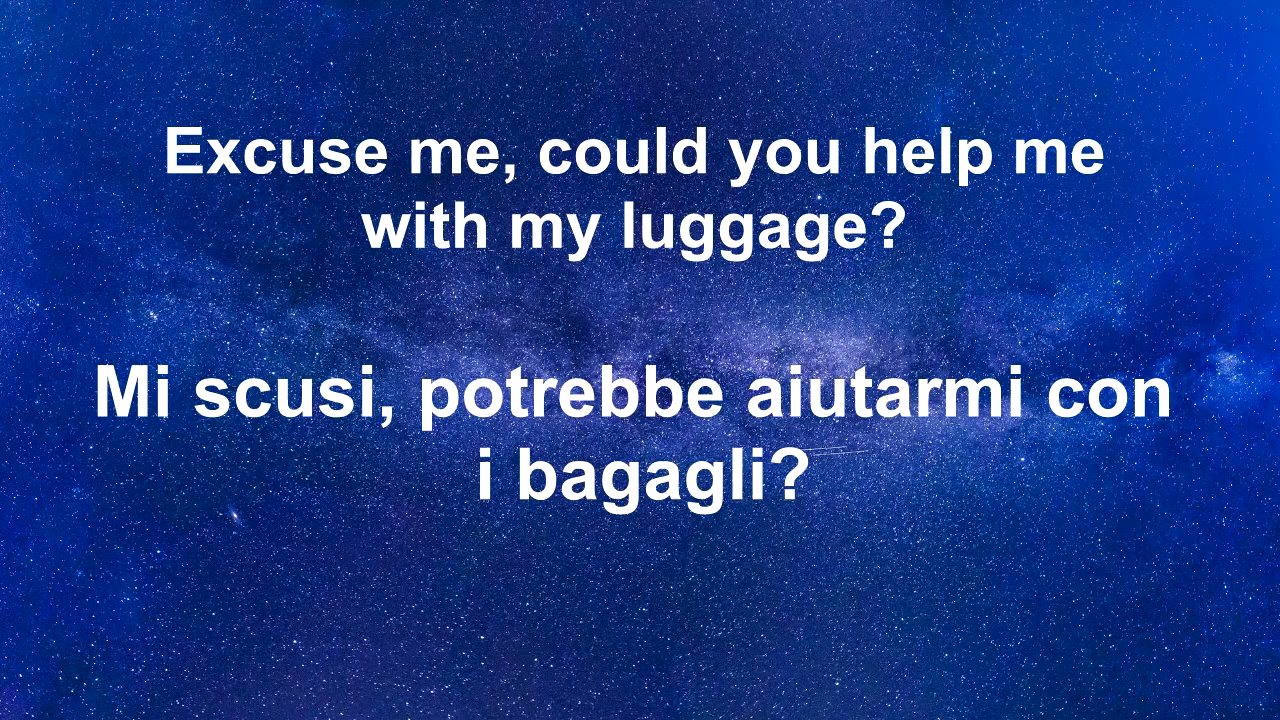 Excuse me, could you help me
with my luggage?
Mi scusi, potrebbe aiutarmi con
i bagagli?